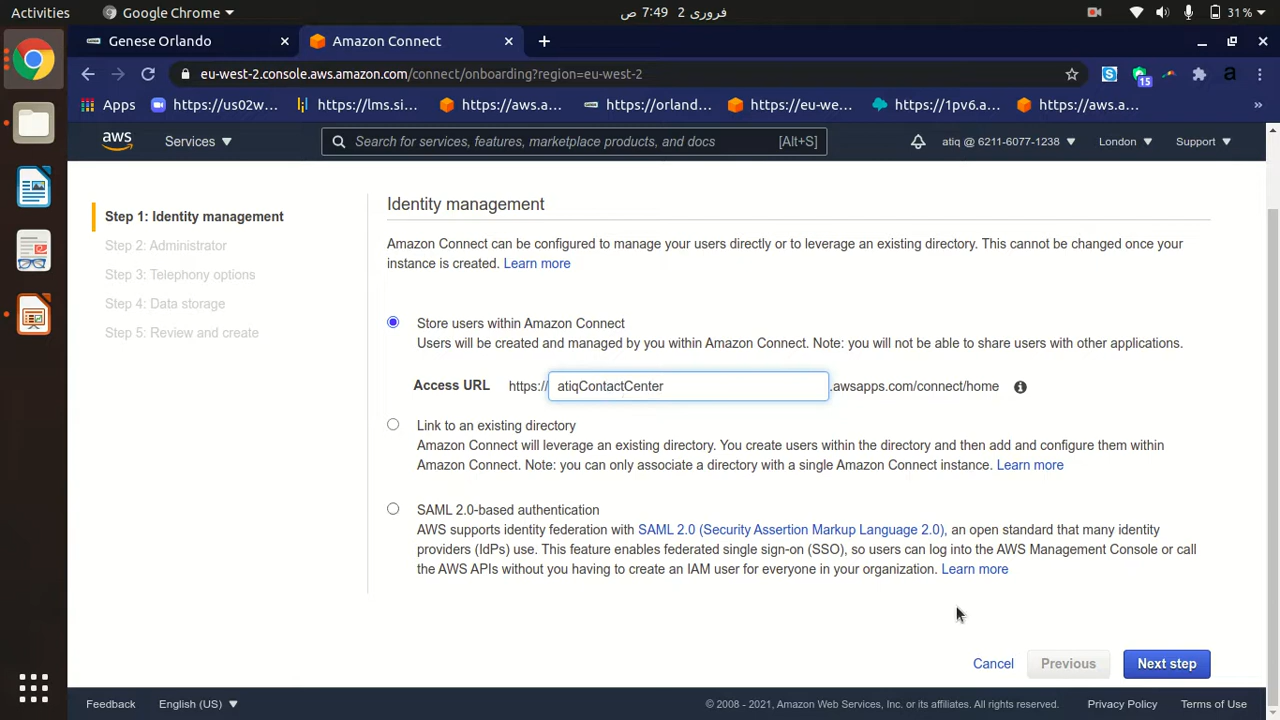 Activities
Google Chrome
فروری 2 7:49 ص
31%
Genese Orlando
Amazon Connect
eu-west-2.console.aws.amazon.com/connect/onboarding?region=eu-west-2
15
a
Apps
https://us02w...
https://lms.si...
https://aws.a...
https://orland...
https://eu-we...
https://1pv6.a...
https://aws.a...
»
aws
Services
Search for services, features, marketplace products, and docs [Alt+S]
atiq @ 6211-6077-1238
London
Support
Step 1: Identity management
Step 2: Administrator
Step 3: Telephony options
Step 4: Data storage
Step 5: Review and create
Identity management
Amazon Connect can be configured to manage your users directly or to leverage an existing directory. This cannot be changed once your
instance is created. Learn more
Store users within Amazon Connect
Users will be created and managed by you within Amazon Connect. Note: you will not be able to share users with other applications.
Access URL https:// atiqContactCenter .awsapps.com/connect/home
Link to an existing directory
Amazon Connect will leverage an existing directory. You create users within the directory and then add and configure them within
Amazon Connect. Note: you can only associate a directory with a single Amazon Connect instance. Learn more
SAML 2.0-based authentication
AWS supports identity federation with SAML 2.0 (Security Assertion Markup Language 2.0), an open standard that many identity
providers (IdPs) use. This feature enables federated single sign-on (SSO), so users can log into the AWS Management Console or call
the AWS APIs without you having to create an IAM user for everyone in your organization. Learn more
Cancel
Previous
Next step
Feedback
English (US)
© 2008 - 2021, Amazon Web Services, Inc. or its affiliates. All rights reserved.
Privacy Policy
Terms of Use